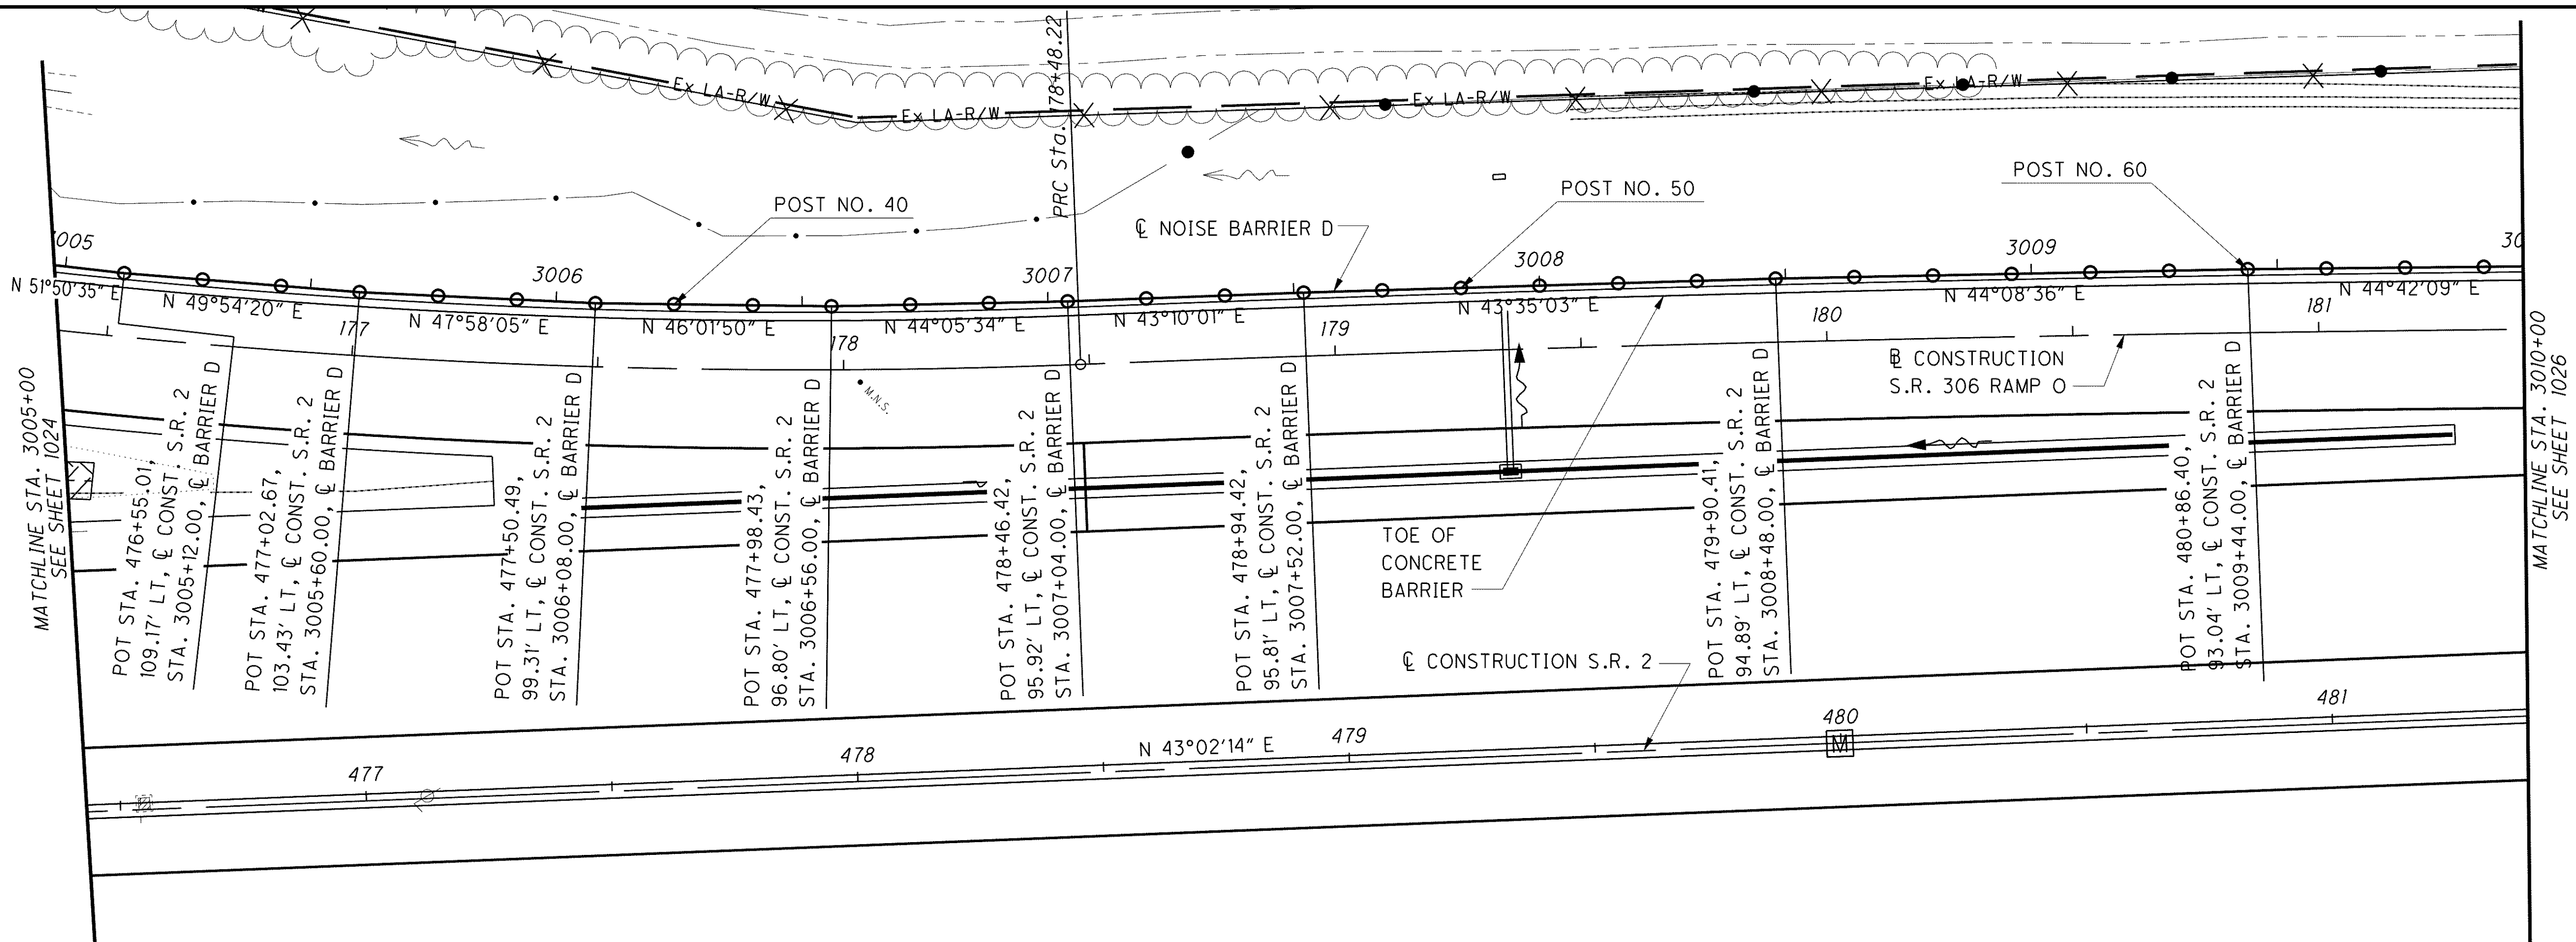 Ex LA-R/W
Ex LA-R/W
Ex LA-R/W
Ex LA-R/W
PRC Sta. 178+48.22
POST NO. 40
POST NO. 50
POST NO. 60
℄ NOISE BARRIER D
3006
3007
3008
3009
N 51°50'35" E
N 49°54'20" E
N 47°58'05" E
N 46°01'50" E
N 44°05'34" E
N 43°10'01" E
N 43°35'03" E
N 44°08'36" E
N 44°42'09" E
177
178
179
180
181
M.N.S.
℄ CONSTRUCTION
S.R. 306 RAMP O
MATCHLINE STA. 3005+00
SEE SHEET 1024
POT STA. 476+55.01,
109.17' LT, ℄ CONST. S.R. 2
STA. 3005+12.00, ℄ BARRIER D
POT STA. 477+02.67,
103.43' LT, ℄ CONST. S.R. 2
STA. 3005+60.00, ℄ BARRIER D
POT STA. 477+50.49,
99.31' LT, ℄ CONST. S.R. 2
STA. 3006+08.00, ℄ BARRIER D
POT STA. 477+98.43,
96.80' LT, ℄ CONST. S.R. 2
STA. 3006+56.00, ℄ BARRIER D
POT STA. 478+46.42,
95.92' LT, ℄ CONST. S.R. 2
STA. 3007+04.00, ℄ BARRIER D
POT STA. 478+94.42,
95.81' LT, ℄ CONST. S.R. 2
STA. 3007+52.00, ℄ BARRIER D
TOE OF
CONCRETE
BARRIER
POT STA. 479+90.41,
94.89' LT, ℄ CONST. S.R. 2
STA. 3008+48.00, ℄ BARRIER D
POT STA. 480+86.40,
93.04' LT, ℄ CONST. S.R. 2
STA. 3009+44.00, ℄ BARRIER D
MATCHLINE STA. 3010+00
SEE SHEET 1026
℄ CONSTRUCTION S.R. 2
477
478
N 43°02'14" E
479
480
481
M